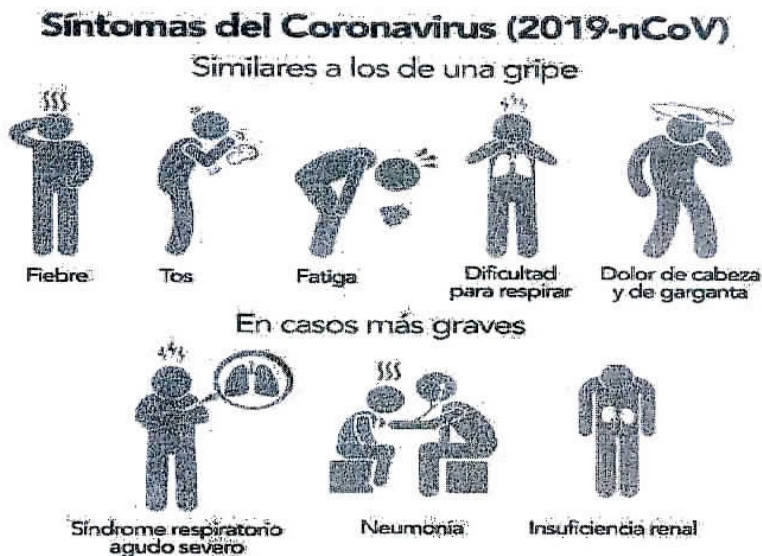 Síntomas del Coronavirus (2019-nCoV)
Similares a los de una gripe
Fiebre
Tos
Fatiga
Dificultad
para respirar
Dolor de cabeza
y de garganta
En casos más graves
Síndrome respiratorio
agudo severo
Neumonía
Insuficiencia renal